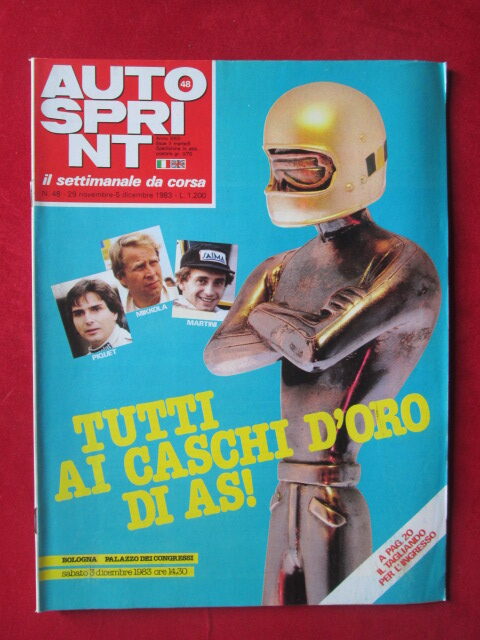 AUTO
48
SPRI
NT
il settimanale da corsa
N. 48 - 29 novembre-5 dicembre 1983 - L. 1.200
MIKKOLA
MARTINI
PIQUET
SAIMA
TUTTI
AI CASCHI D'ORO
DI AS!
BOLOGNA PALAZZO DEI CONGRESSI
sabato 3 dicembre 1983 ore 14,30
A PAG. 20
IL TAGLIANDO
PER L'INGRESSO